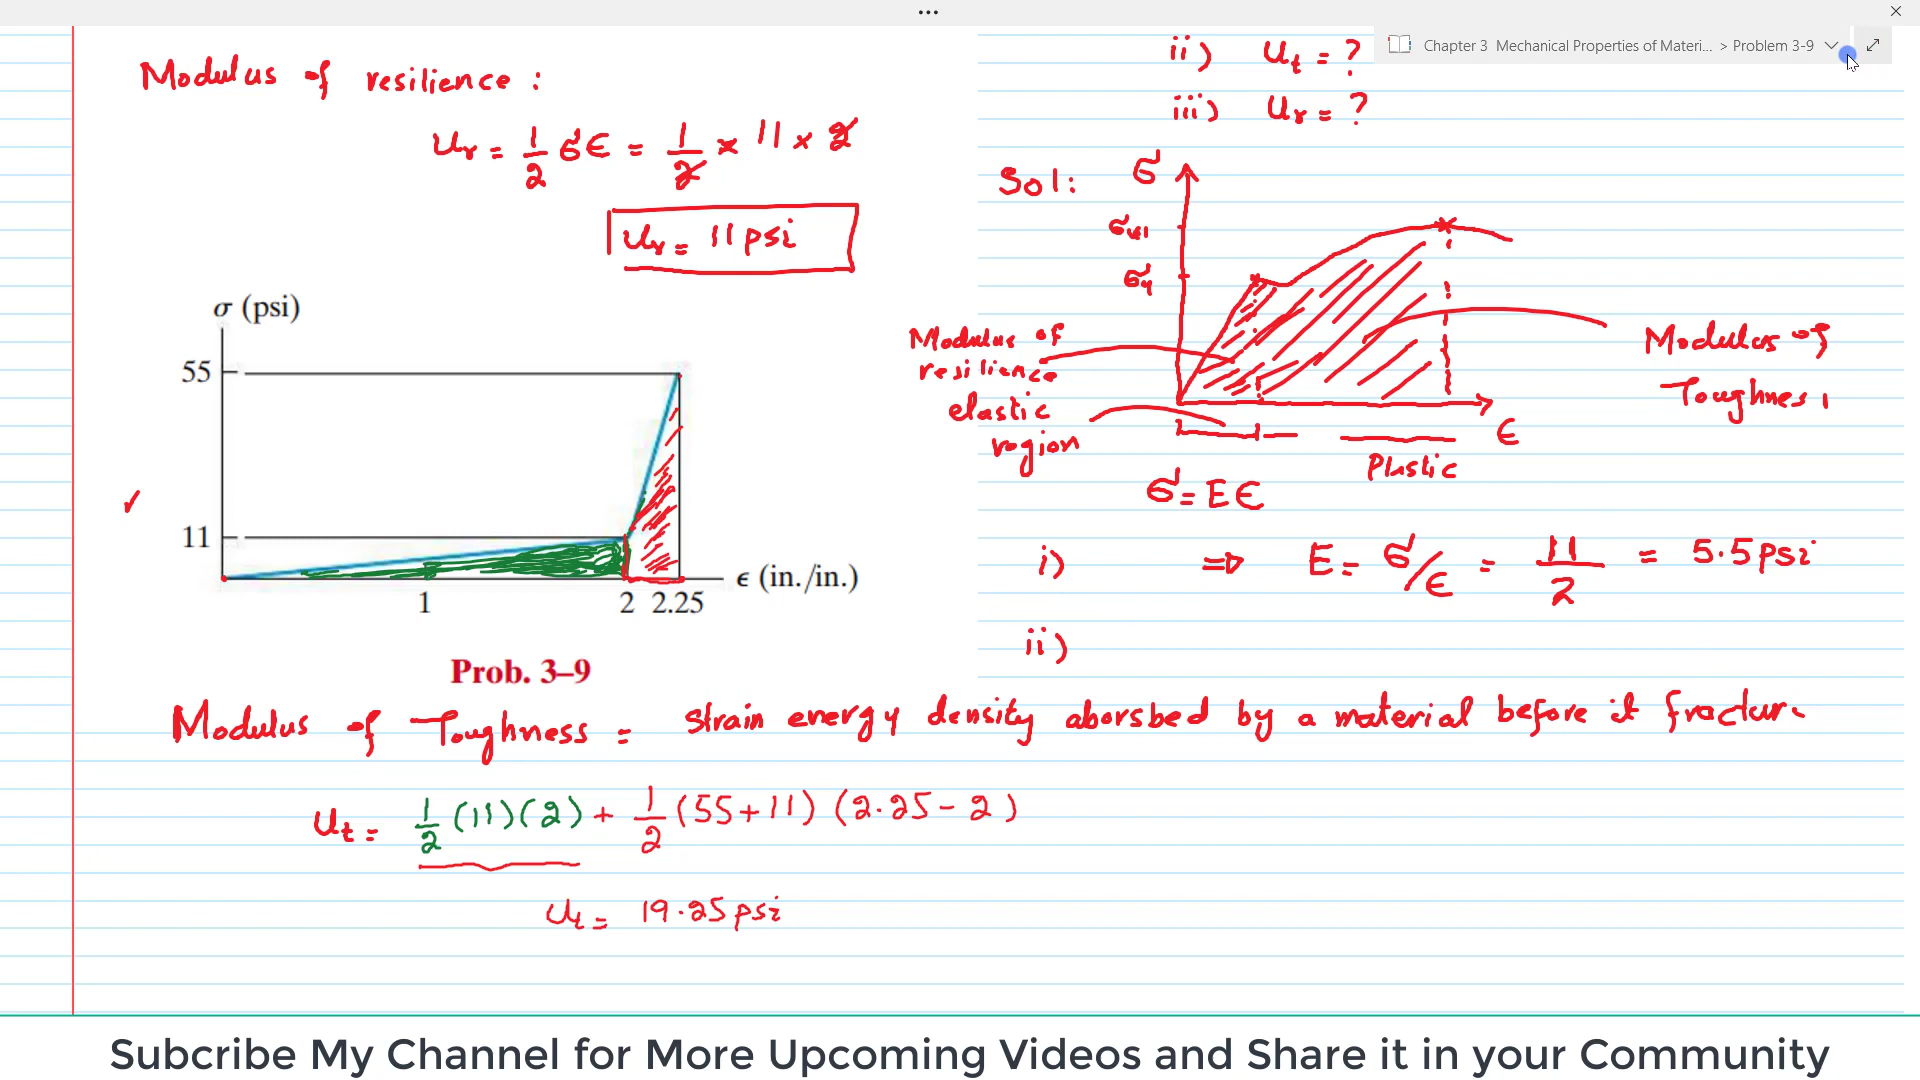 ...
Chapter 3 Mechanical Properties of Materi... > Problem 3-9
Modulus of resilience :
Ur = 1/2 σϵ = 1/2 × 11 × 2
Ur = 11 psi
σ (psi)
55
11
1
2
2.25
ϵ (in./in.)
Prob. 3–9
ii) Ut = ?
iii) Ur = ?
Sol:
σ
σult
σy
Modulus of
resilience
elastic
region
Modulus of
Toughness
ϵ
Plastic
σ = Eϵ
i) ⇒ E = σ/ϵ = 11/2 = 5.5 psi
ii)
Modulus of Toughness = strain energy density aborsbed by a material before it fracture
Ut = 1/2 (11)(2) + 1/2 (55+11) (2.25 - 2)
Ut = 19.25 psi
Subcribe My Channel for More Upcoming Videos and Share it in your Community